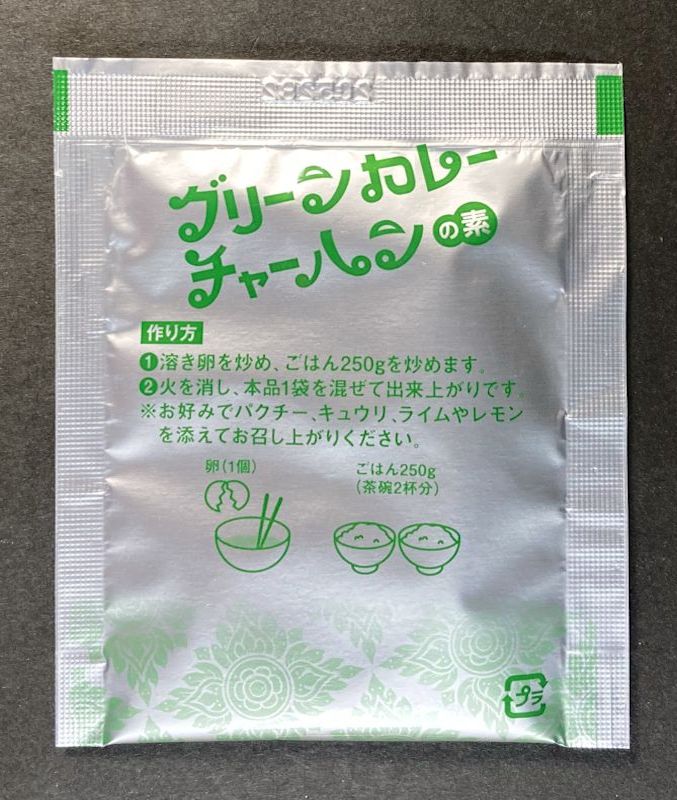 グリーンカレー
チャーハンの素
作り方
❶溶き卵を炒め、ごはん250gを炒めます。
❷火を消し、本品1袋を混ぜて出来上がりです。
※お好みでパクチー、キュウリ、ライムやレモン
を添えてお召し上がりください。
卵(1個)
ごはん250g
(茶碗2杯分)
プラ